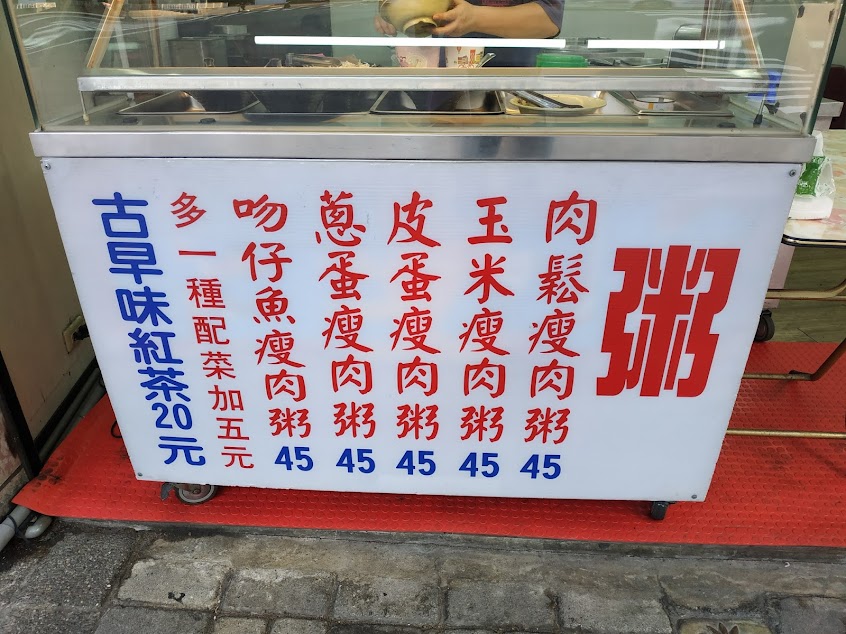 粥
肉鬆瘦肉粥 45
玉米瘦肉粥 45
皮蛋瘦肉粥 45
蔥蛋瘦肉粥 45
吻仔魚瘦肉粥 45
多一種配菜加五元
古早味紅茶20元